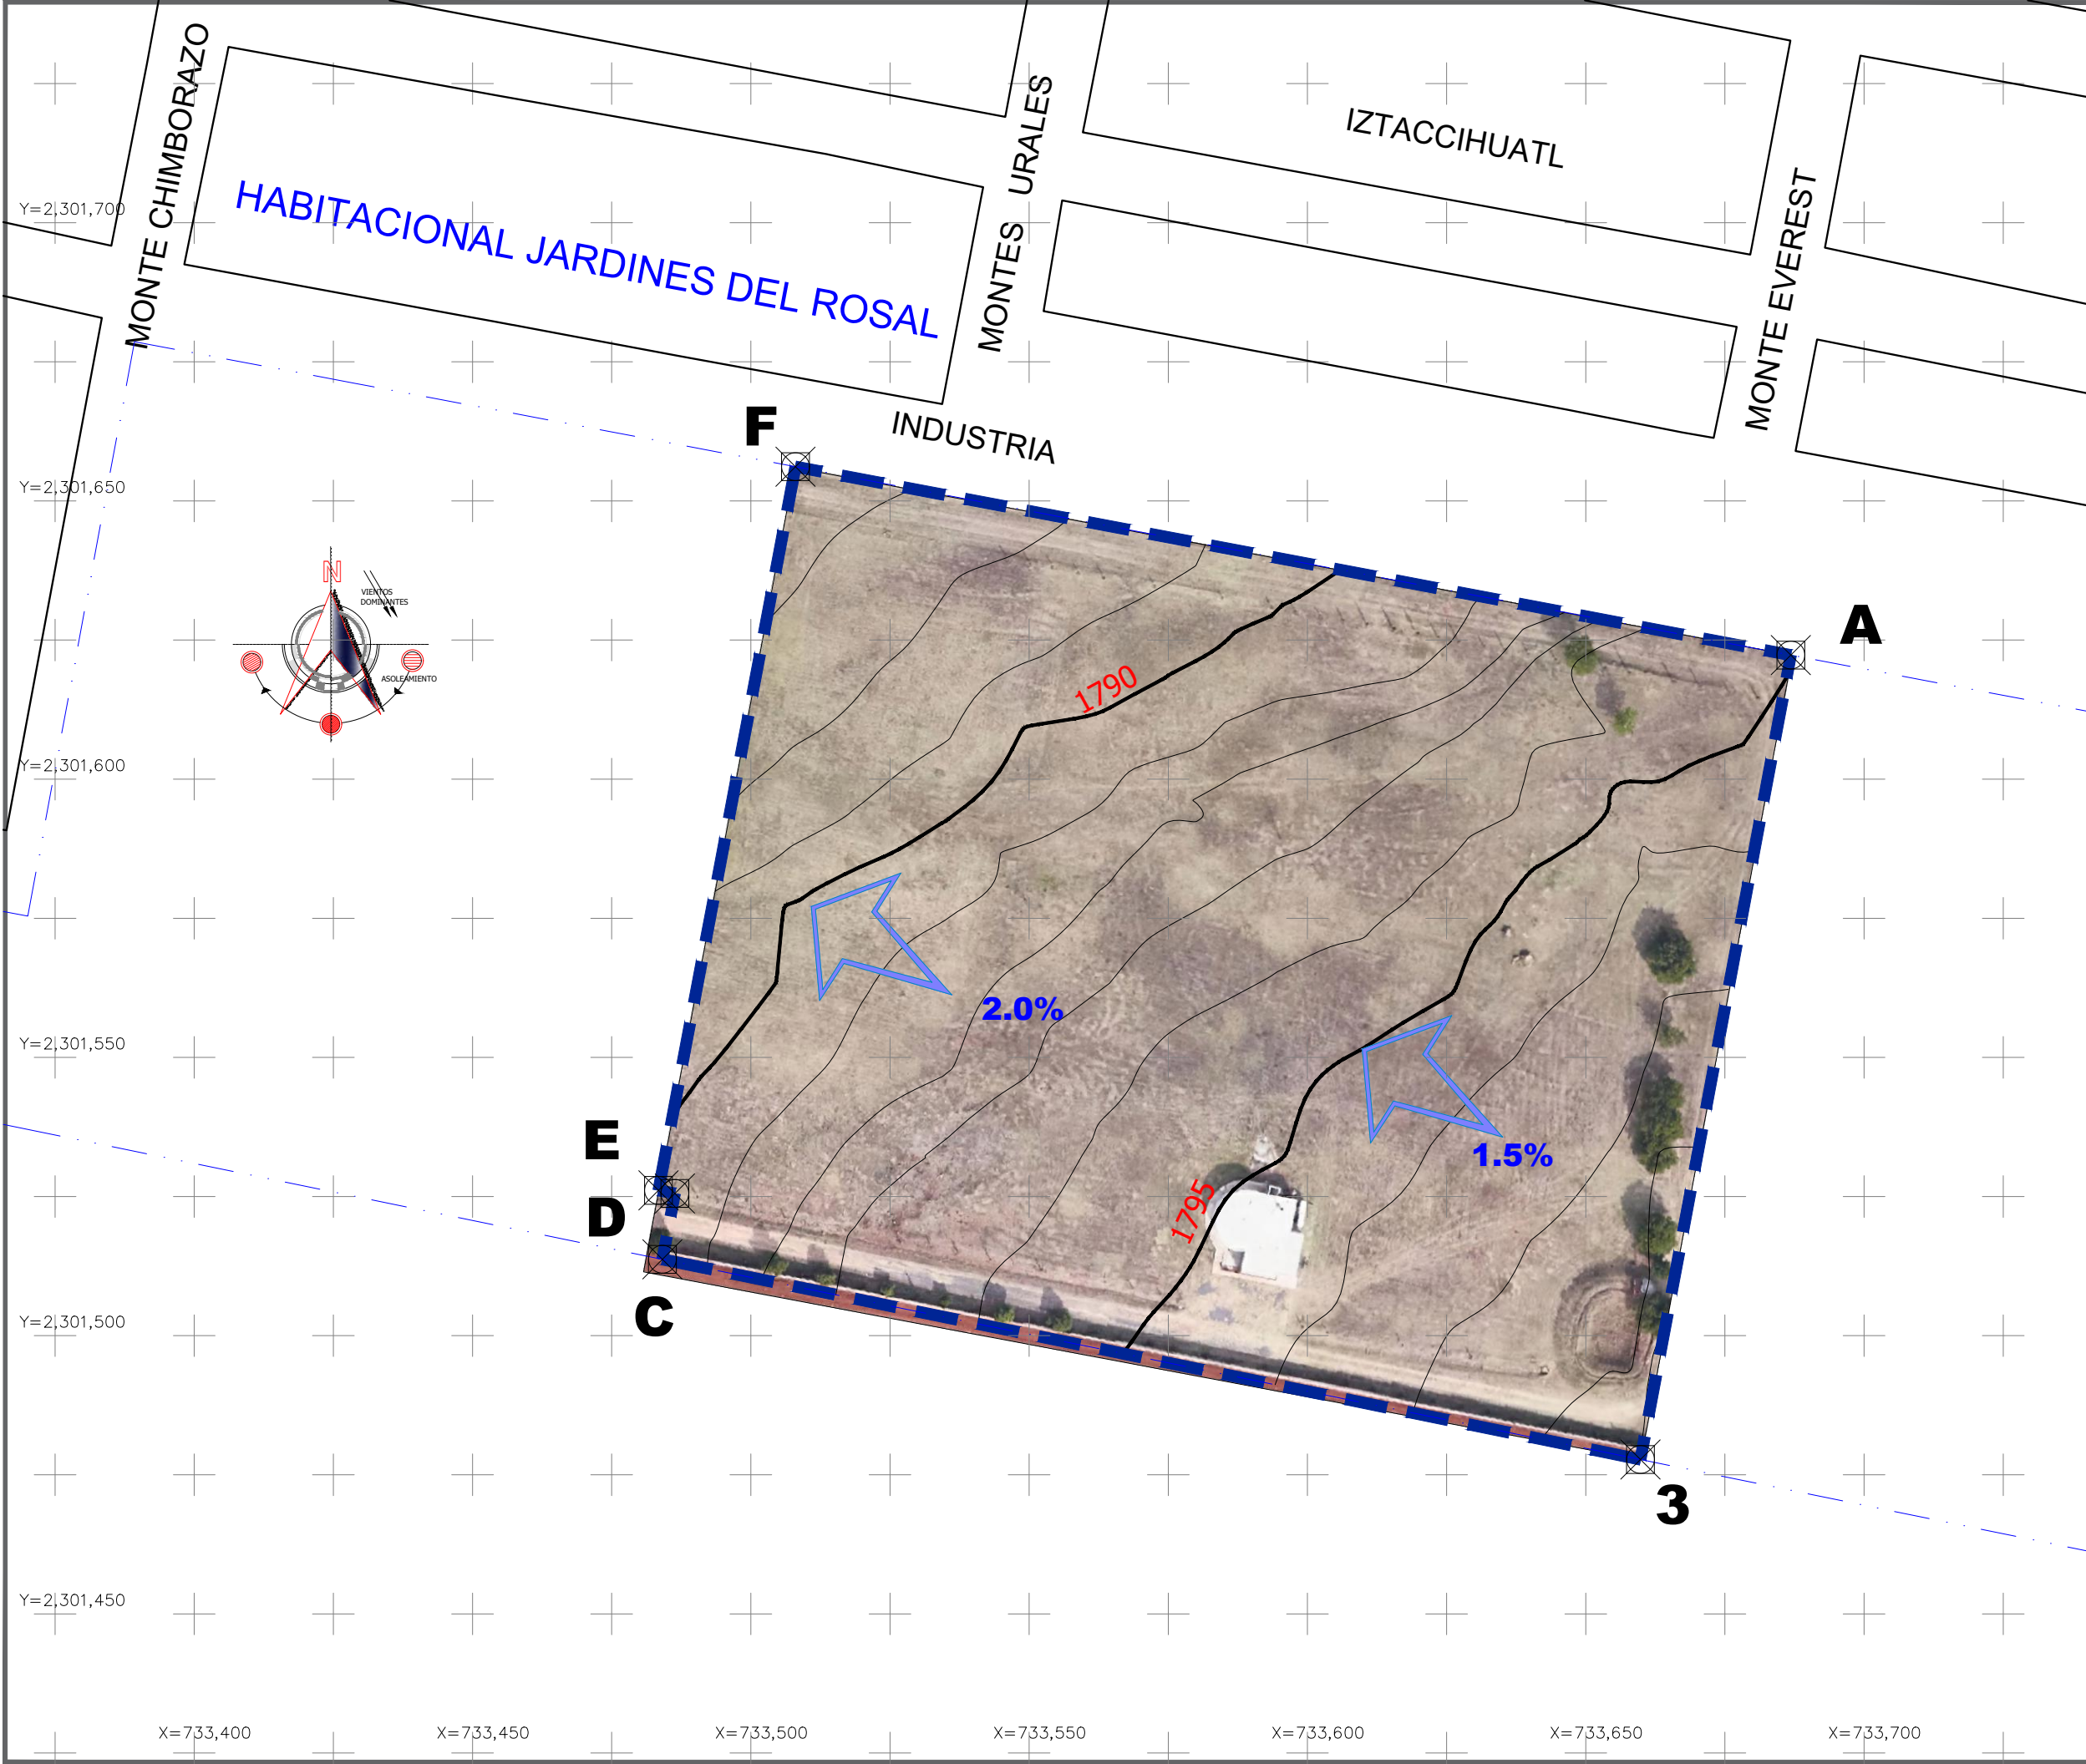 MONTE CHIMBORAZO
MONTES URALES
IZTACCIHUATL
MONTE EVEREST
HABITACIONAL JARDINES DEL ROSAL
INDUSTRIA
Y=2,301,700
Y=2,301,650
Y=2,301,600
Y=2,301,550
Y=2,301,500
Y=2,301,450
N
VIENTOS
DOMINANTES
ASOLEAMIENTO
F
A
1790
2.0%
1.5%
1795
E
D
C
3
X=733,400
X=733,450
X=733,500
X=733,550
X=733,600
X=733,650
X=733,700